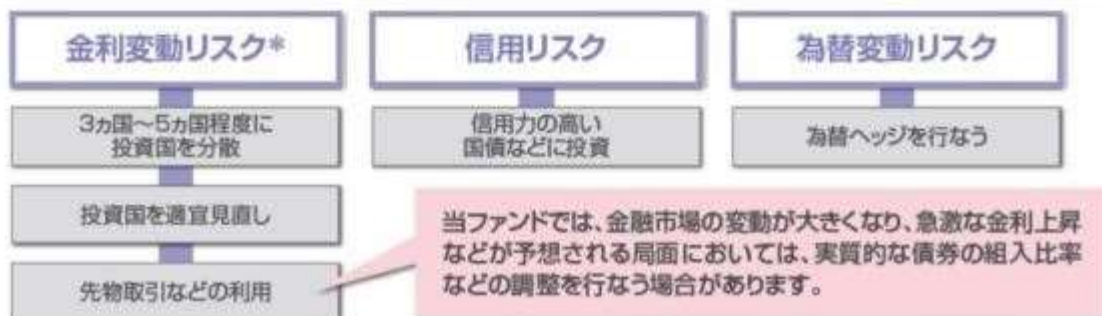 金利変動リスク*
信用リスク
為替変動リスク
3ヵ国～5ヵ国程度に
投資国を分散
信用力の高い
国債などに投資
為替ヘッジを行なう
投資国を適宜見直し
先物取引などの利用
当ファンドでは、金融市場の変動が大きくなり、急激な金利上昇
などが予想される局面においては、実質的な債券の組入比率
などの調整を行なう場合があります。